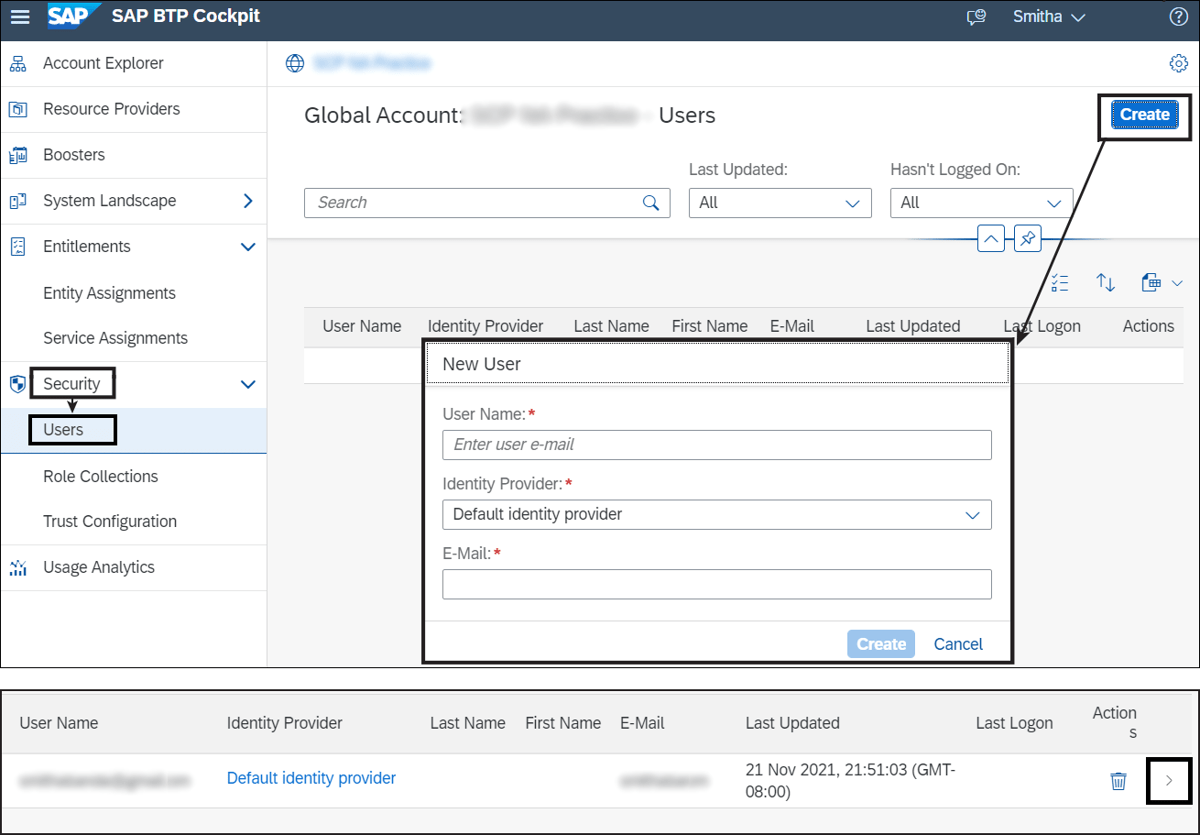 SAP SAP BTP Cockpit Smitha
Account Explorer
Resource Providers
Boosters
System Landscape
Entitlements
Entity Assignments
Service Assignments
Security
Users
Role Collections
Trust Configuration
Usage Analytics
Global Account: - Users
Create
Last Updated: Hasn't Logged On:
Search All All
User Name Identity Provider Last Name First Name E-Mail Last Updated Last Logon Actions
New User
User Name:*
Enter user e-mail
Identity Provider:*
Default identity provider
E-Mail:*
Create Cancel
User Name Identity Provider Last Name First Name E-Mail Last Updated Last Logon Action
s
Default identity provider 21 Nov 2021, 21:51:03 (GMT-
08:00)